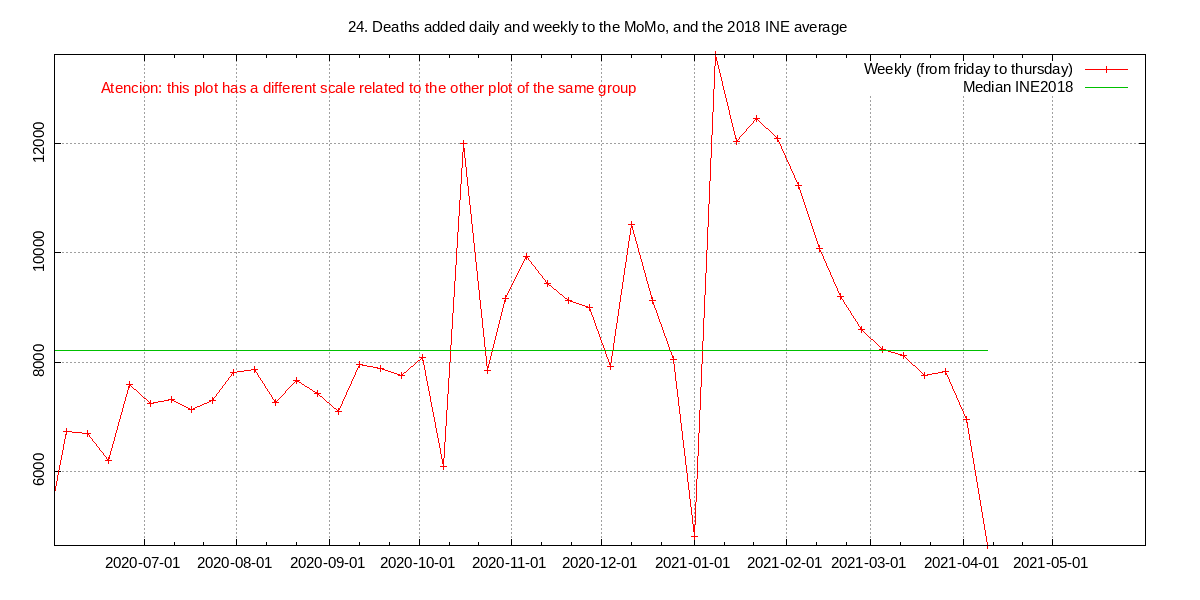 24. Deaths added daily and weekly to the MoMo, and the 2018 INE average
Weekly (from friday to thursday)
Median INE2018
Atencion: this plot has a different scale related to the other plot of the same group
12000
10000
8000
6000
2020-07-01 2020-08-01 2020-09-01 2020-10-01 2020-11-01 2020-12-01 2021-01-01 2021-02-01 2021-03-01 2021-04-01 2021-05-01